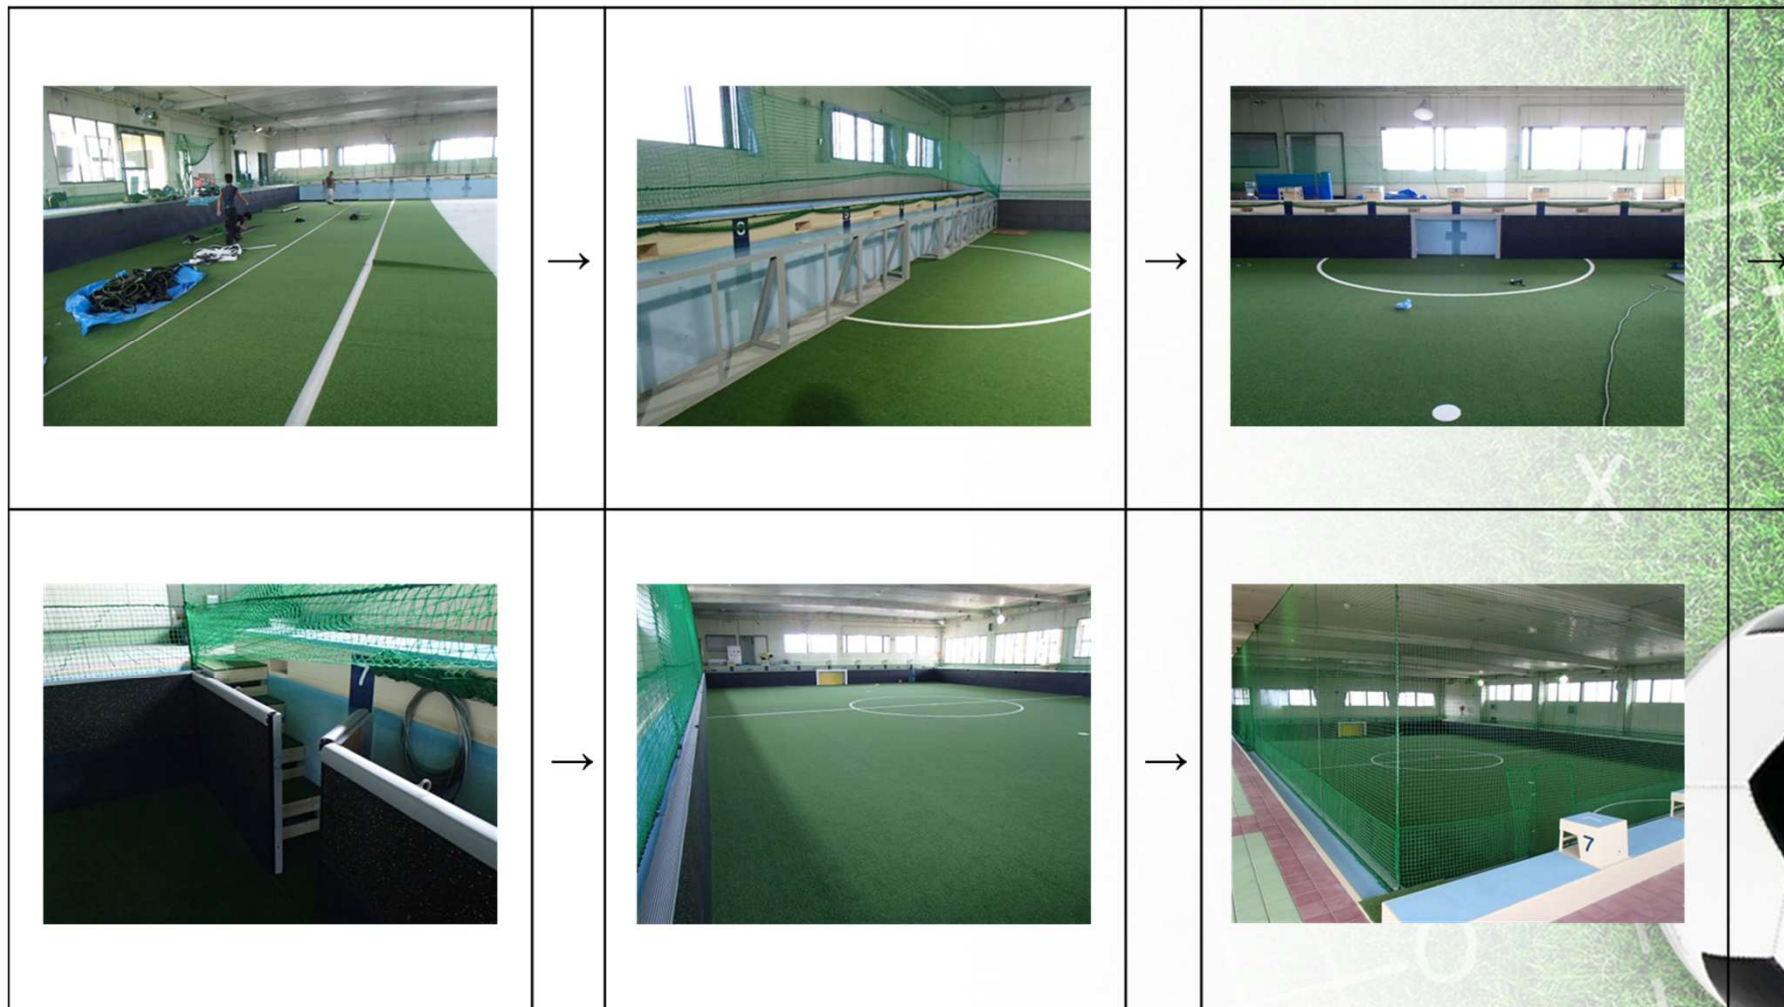 → → →
X
7
7
→ →
O